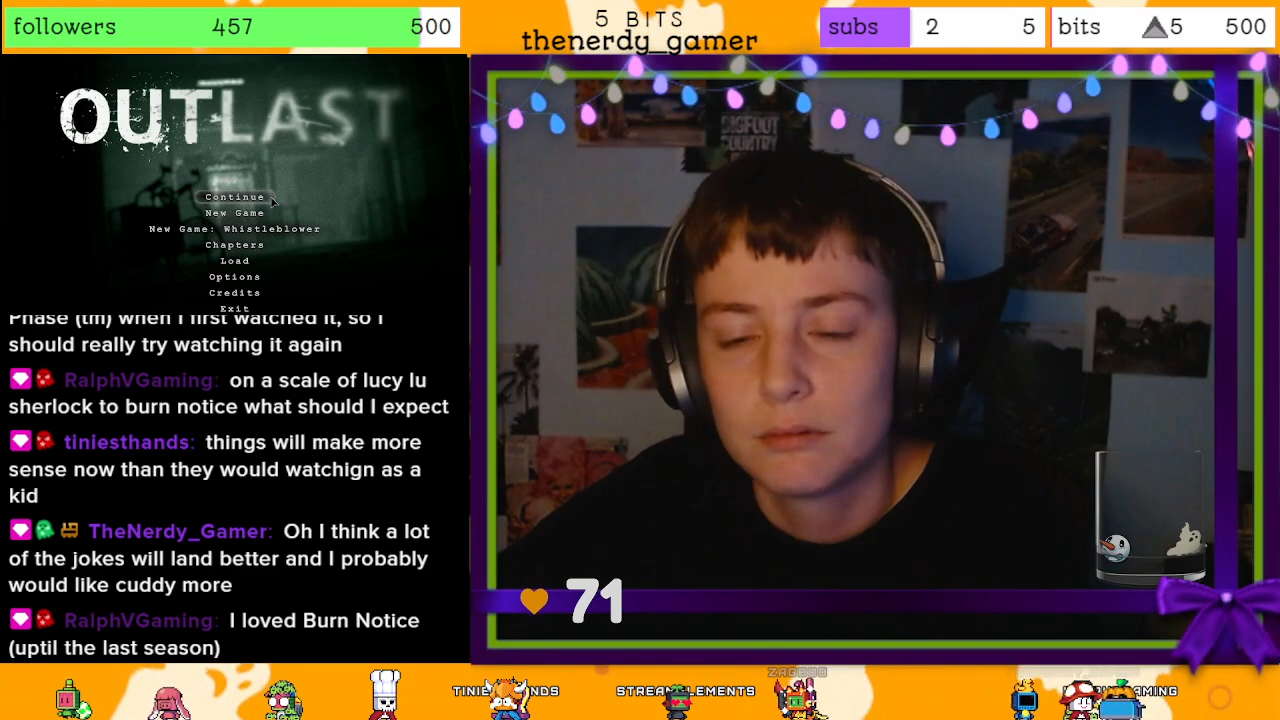 followers 457 500
5 BITS
thenerdy_gamer
subs 2 5
bits 5 500
OUTLAST
Continue
New Game
New Game: Whistleblower
Chapters
Load
Options
Credits
Exit
Phase (tm) when I first watched it, so I
should really try watching it again
RalphVGaming: on a scale of lucy lu
sherlock to burn notice what should I expect
tiniesthands: things will make more
sense now than they would watchign as a
kid
TheNerdy_Gamer: Oh I think a lot
of the jokes will land better and I probably
would like cuddy more
RalphVGaming: I loved Burn Notice
(uptil the last season)
BIGFOOT
COUNTRY
71